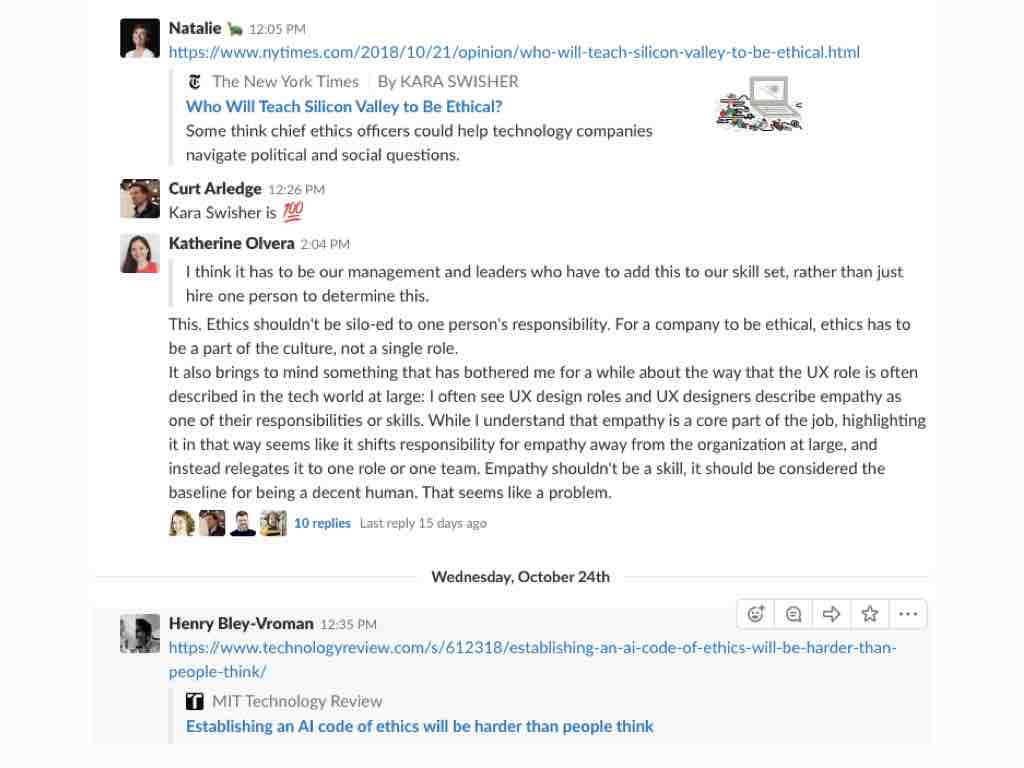 Natalie 12:05 PM
https://www.nytimes.com/2018/10/21/opinion/who-will-teach-silicon-valley-to-be-ethical.html
The New York Times | By KARA SWISHER
Who Will Teach Silicon Valley to Be Ethical?
Some think chief ethics officers could help technology companies
navigate political and social questions.
Curt Arledge 12:26 PM
Kara Swisher is 💯
Katherine Olvera 2:04 PM
I think it has to be our management and leaders who have to add this to our skill set, rather than just
hire one person to determine this.
This. Ethics shouldn't be silo-ed to one person's responsibility. For a company to be ethical, ethics has to
be a part of the culture, not a single role.
It also brings to mind something that has bothered me for a while about the way that the UX role is often
described in the tech world at large: I often see UX design roles and UX designers describe empathy as
one of their responsibilities or skills. While I understand that empathy is a core part of the job, highlighting
it in that way seems like it shifts responsibility for empathy away from the organization at large, and
instead relegates it to one role or one team. Empathy shouldn't be a skill, it should be considered the
baseline for being a decent human. That seems like a problem.
10 replies Last reply 15 days ago
Wednesday, October 24th
Henry Bley-Vroman 12:35 PM
https://www.technologyreview.com/s/612318/establishing-an-ai-code-of-ethics-will-be-harder-than-
people-think/
MIT Technology Review
Establishing an AI code of ethics will be harder than people think